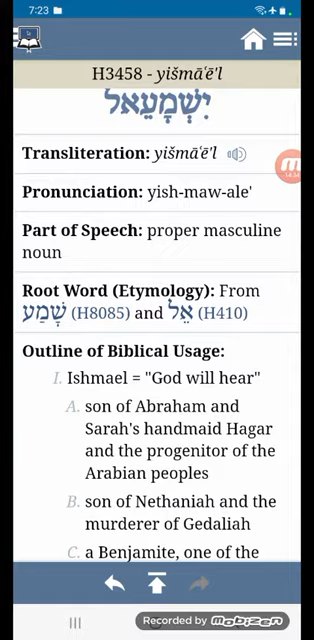 7:23
H3458 - yišmāʿē'l
יִשְׁמָעֵאל
Transliteration: yišmāʿē'l
Pronunciation: yish-maw-ale'
Part of Speech: proper masculine
noun
Root Word (Etymology): From
שָׁמַע (H8085) and אֵל (H410)
Outline of Biblical Usage:
I. Ishmael = "God will hear"
A. son of Abraham and
Sarah's handmaid Hagar
and the progenitor of the
Arabian peoples
B. son of Nethaniah and the
murderer of Gedaliah
C. a Benjamite, one of the
Recorded by mobizen